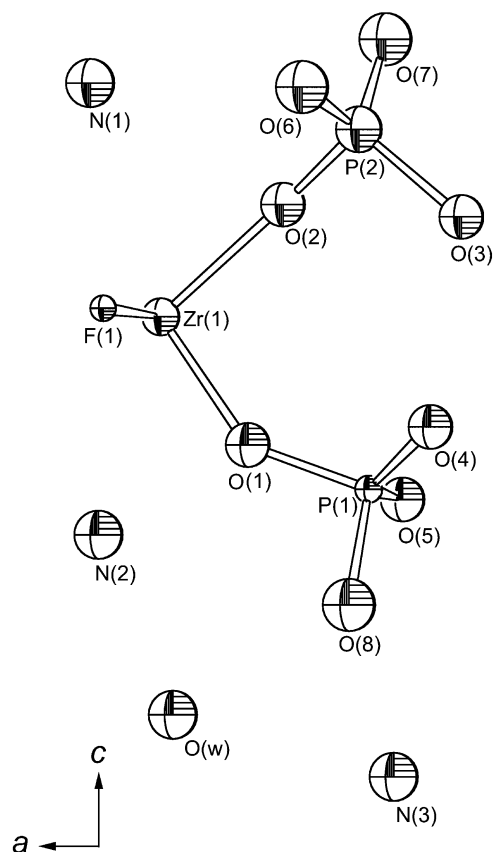 O(7)
N(1)
O(6)
P(2)
O(2)
O(3)
Zr(1)
F(1)
O(4)
O(1)
P(1)
O(5)
N(2)
O(8)
O(w)
c
N(3)
a